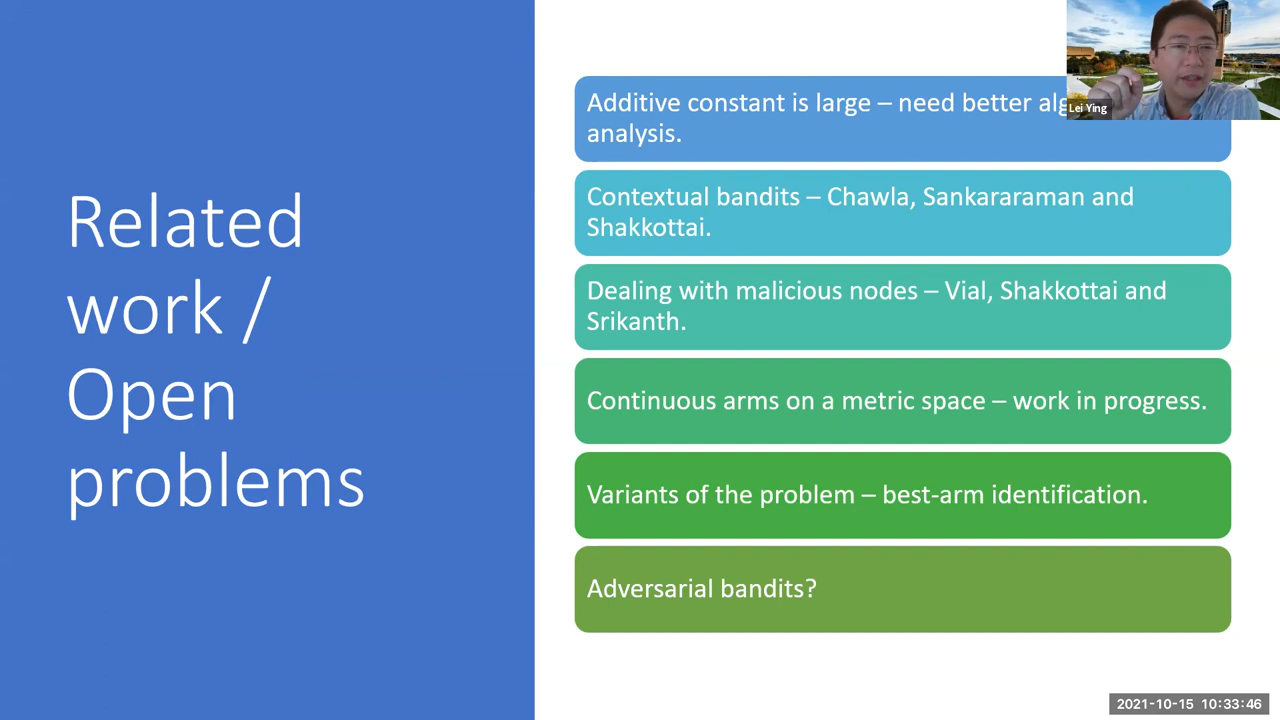 Related
work /
Open
problems
Additive constant is large – need better
analysis.
Contextual bandits – Chawla, Sankararaman and
Shakkottai.
Dealing with malicious nodes – Vial, Shakkottai and
Srikanth.
Continuous arms on a metric space – work in progress.
Variants of the problem – best-arm identification.
Adversarial bandits?
Lei Ying
2021-10-15 10:33:46